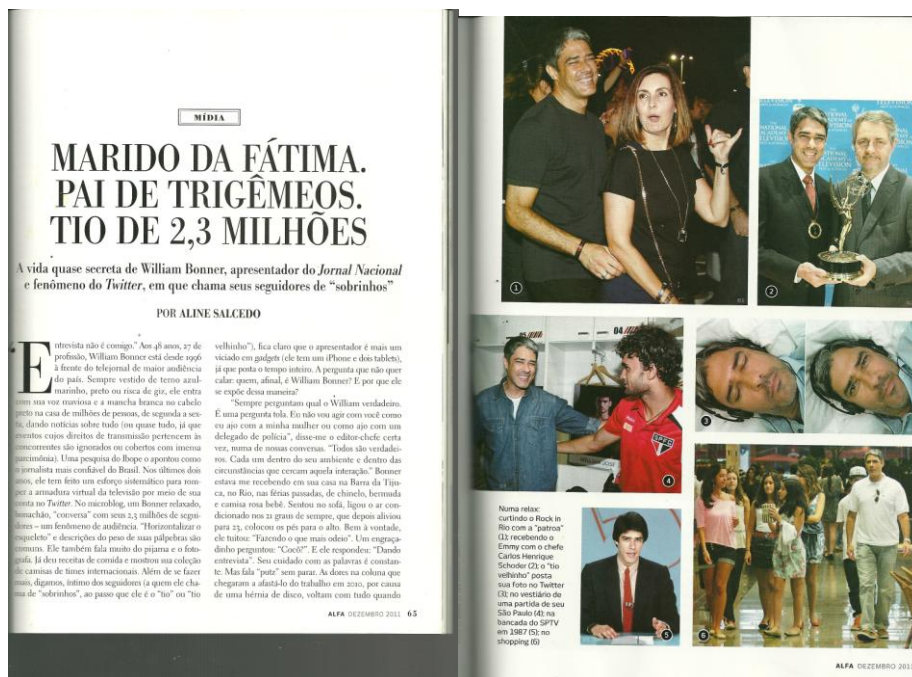 MÍDIA
MARIDO DA FÁTIMA.
PAI DE TRIGÊMEOS.
TIO DE 2,3 MILHÕES
A vida quase secreta de William Bonner, apresentador do Jornal Nacional
e fenômeno do Twitter, em que chama seus seguidores de “sobrinhos”
POR ALINE SALCEDO
“Entrevista não é comigo.” Aos 48 anos, 27 de
profissão, William Bonner está desde 1996
à frente do telejornal de maior audiência
do país. Sempre vestido de terno azul-
marinho, preto ou risca de giz, ele entra
com sua voz maviosa e a mancha branca no cabelo
preto na casa de milhões de pessoas, de segunda a sex-
ta, dando notícias sobre tudo (ou quase tudo, já que
eventos cujos direitos de transmissão pertencem às
concorrentes são ignorados ou cobertos com imensa
parcimônia). Uma pesquisa do Ibope o apontou como
o jornalista mais confiável do Brasil. Nos últimos dois
anos, ele tem feito um esforço sistemático para rom-
per a armadura virtual da televisão por meio de sua
conta no Twitter. No microblog, um Bonner relaxado,
bonachão, “conversa” com seus 2,3 milhões de segui-
dores – um fenômeno de audiência. “Horizontalizar o
esqueleto” e descrições do peso de suas pálpebras são
comuns. Ele também fala muito do pijama e o foto-
grafa. Já deu receitas de comida e mostrou sua coleção
de camisas de times internacionais. Além de se fazer
mais, digamos, íntimo dos seguidores (a quem ele cha-
ma de “sobrinhos”, ao passo que ele é o “tio” ou “tio
velhinho”), fica claro que o apresentador é mais um
viciado em gadgets (ele tem um iPhone e dois tablets),
já que posta o tempo inteiro. A pergunta que não quer
calar: quem, afinal, é William Bonner? E por que ele
se expõe dessa maneira?
“Sempre perguntam qual o William verdadeiro.
É uma pergunta tola. Eu não vou agir com você como
eu ajo com a minha mulher ou como ajo com um
delegado de polícia”, disse-me o editor-chefe certa
vez, numa de nossas conversas. “Todos são verdadei-
ros. Cada um dentro do seu ambiente e dentro das
circunstâncias que cercam aquela interação.” Bonner
estava me recebendo em sua casa na Barra da Tiju-
ca, no Rio, nas férias passadas, de chinelo, bermuda
e camisa rosa bebê. Sentou no sofá, ligou o ar con-
dicionado nos 21 graus de sempre, que depois aliviou
para 23, colocou os pés para o alto. Bem à vontade,
ele tuitou: “Fazendo o que mais odeio”. Um engraça-
dinho perguntou: “Cocô?”. E ele respondeu: “Dando
entrevista”. Seu cuidado com as palavras é constan-
te. Mas fala “putz” sem parar. As dores na coluna que
chegaram a afastá-lo do trabalho em 2010, por causa
de uma hérnia de disco, voltam com tudo quando
ALFA DEZEMBRO 2011 65
1
2
04
4
3
Numa relax:
curtindo o Rock in
Rio com a “patroa”
(1); recebendo o
Emmy com o chefe
Carlos Henrique
Schoder (2); o “tio
velhinho” posta
sua foto no Twitter
(3); no vestiário de
uma partida de seu
São Paulo (4); na
bancada do SPTV
em 1987 (5); no
shopping (6)
5
6
ALFA DEZEMBRO 201